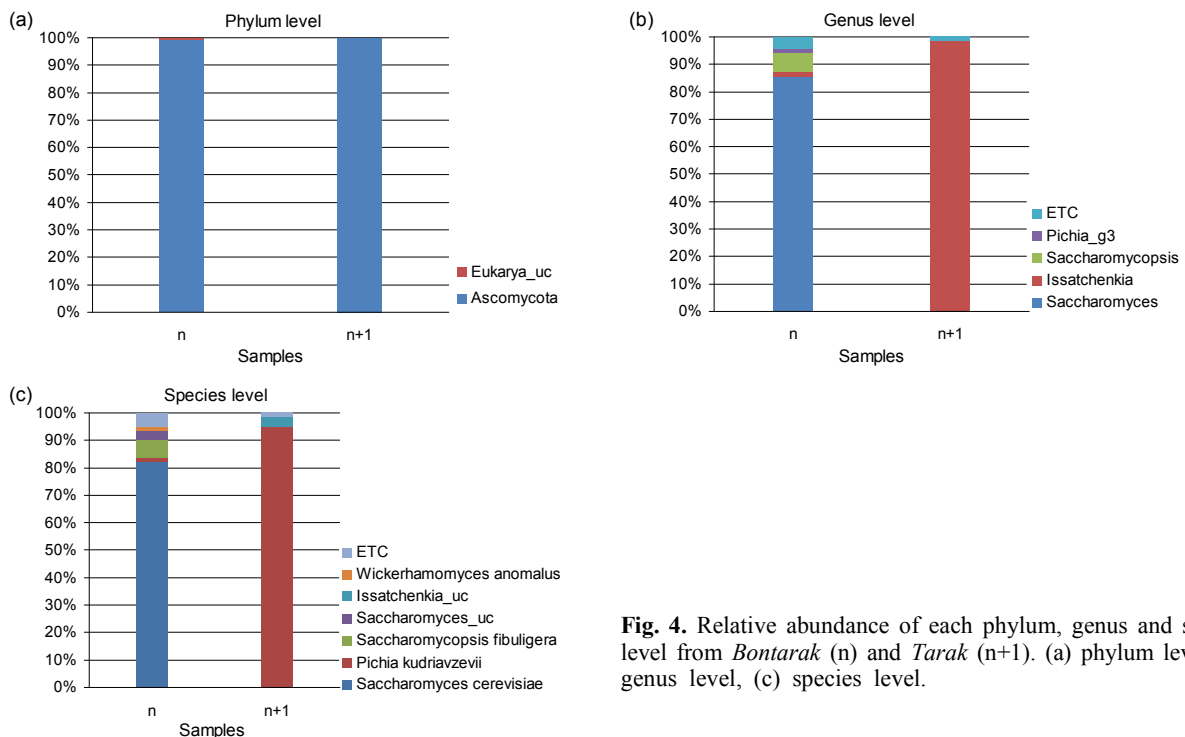 (a)
Phylum level
100%
90%
80%
70%
60%
50%
40%
30%
20%
10%
0%
n
n+1
Samples
Eukarya_uc
Ascomycota
(b)
Genus level
100%
90%
80%
70%
60%
50%
40%
30%
20%
10%
0%
n
n+1
Samples
ETC
Pichia_g3
Saccharomycopsis
Issatchenkia
Saccharomyces
(c)
Species level
100%
90%
80%
70%
60%
50%
40%
30%
20%
10%
0%
n
n+1
Samples
ETC
Wickerhamomyces anomalus
Issatchenkia_uc
Saccharomyces_uc
Saccharomycopsis fibuligera
Pichia kudriavzevii
Saccharomyces cerevisiae
Fig. 4. Relative abundance of each phylum, genus and s
level from Bontarak (n) and Tarak (n+1). (a) phylum lev
genus level, (c) species level.